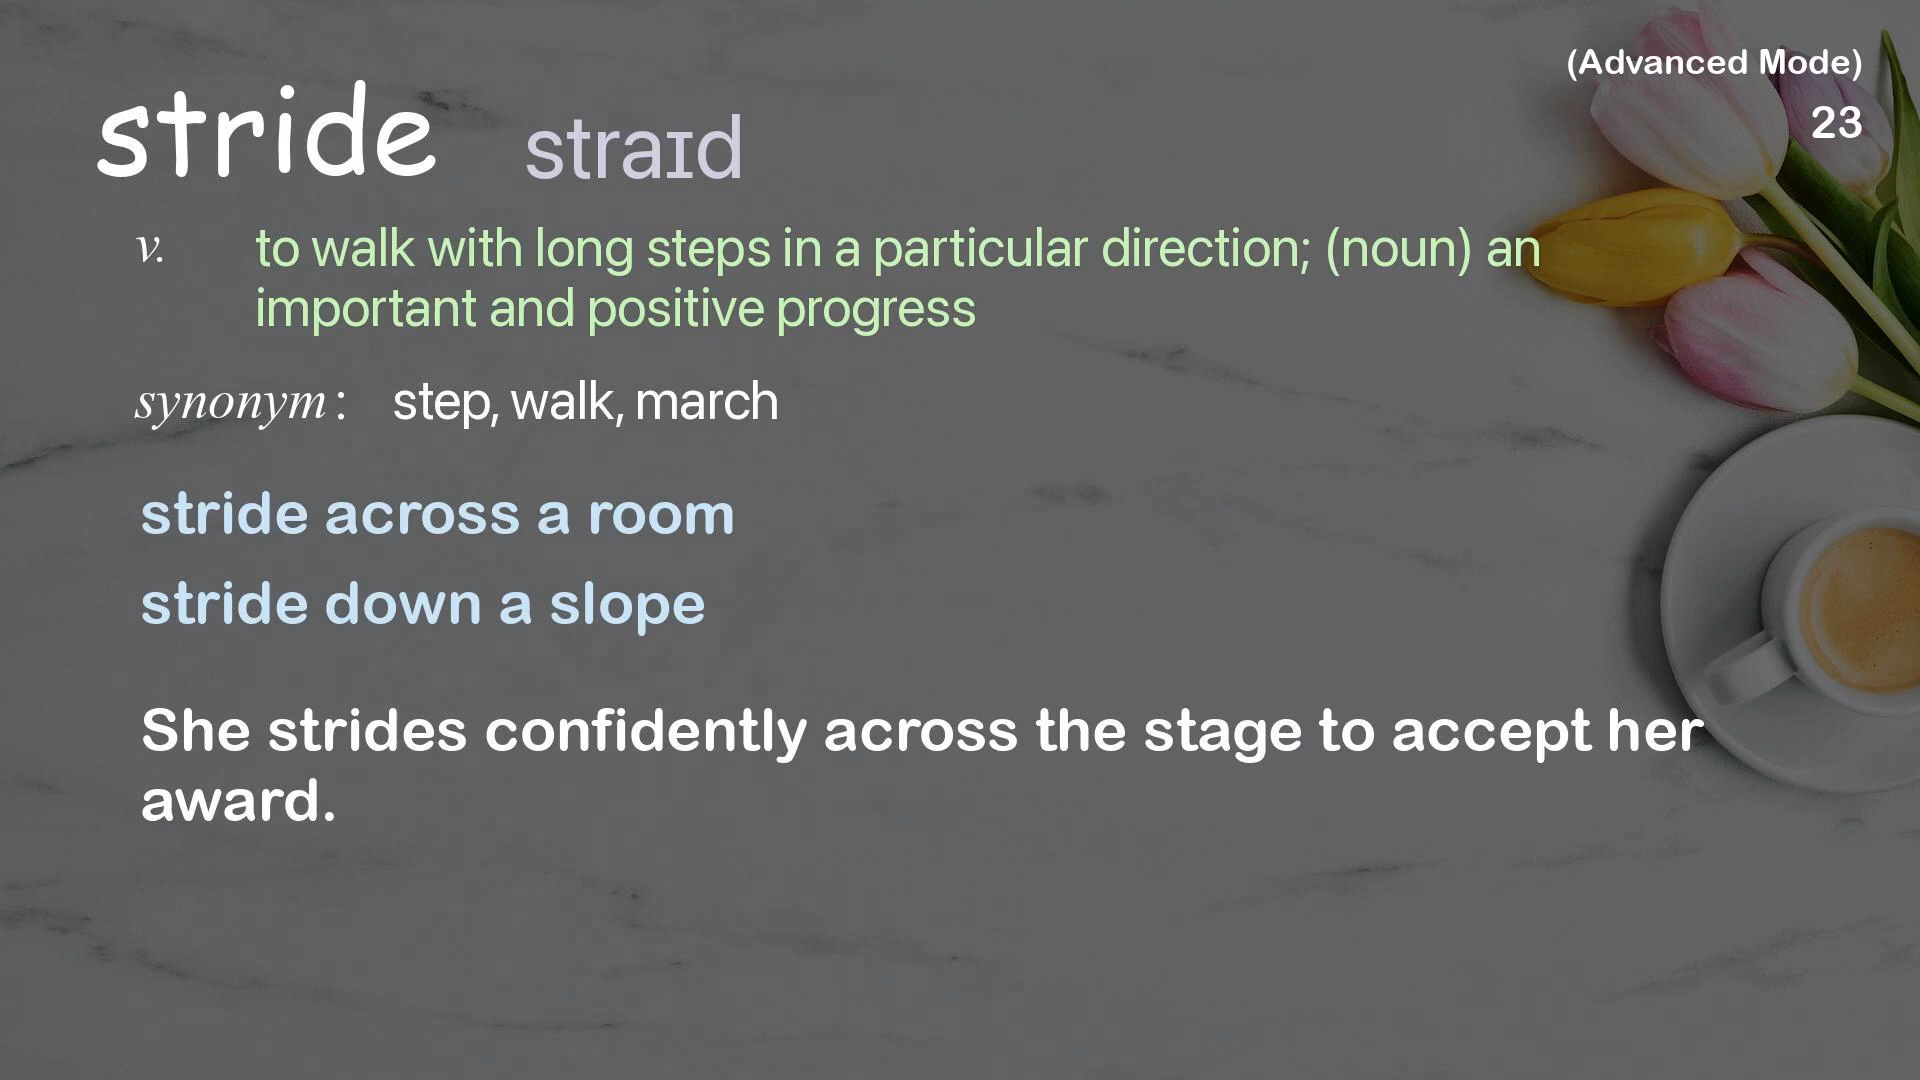 (Advanced Mode)
23
stride straɪd
v. to walk with long steps in a particular direction; (noun) an
important and positive progress
synonym: step, walk, march
stride across a room
stride down a slope
She strides confidently across the stage to accept her
award.